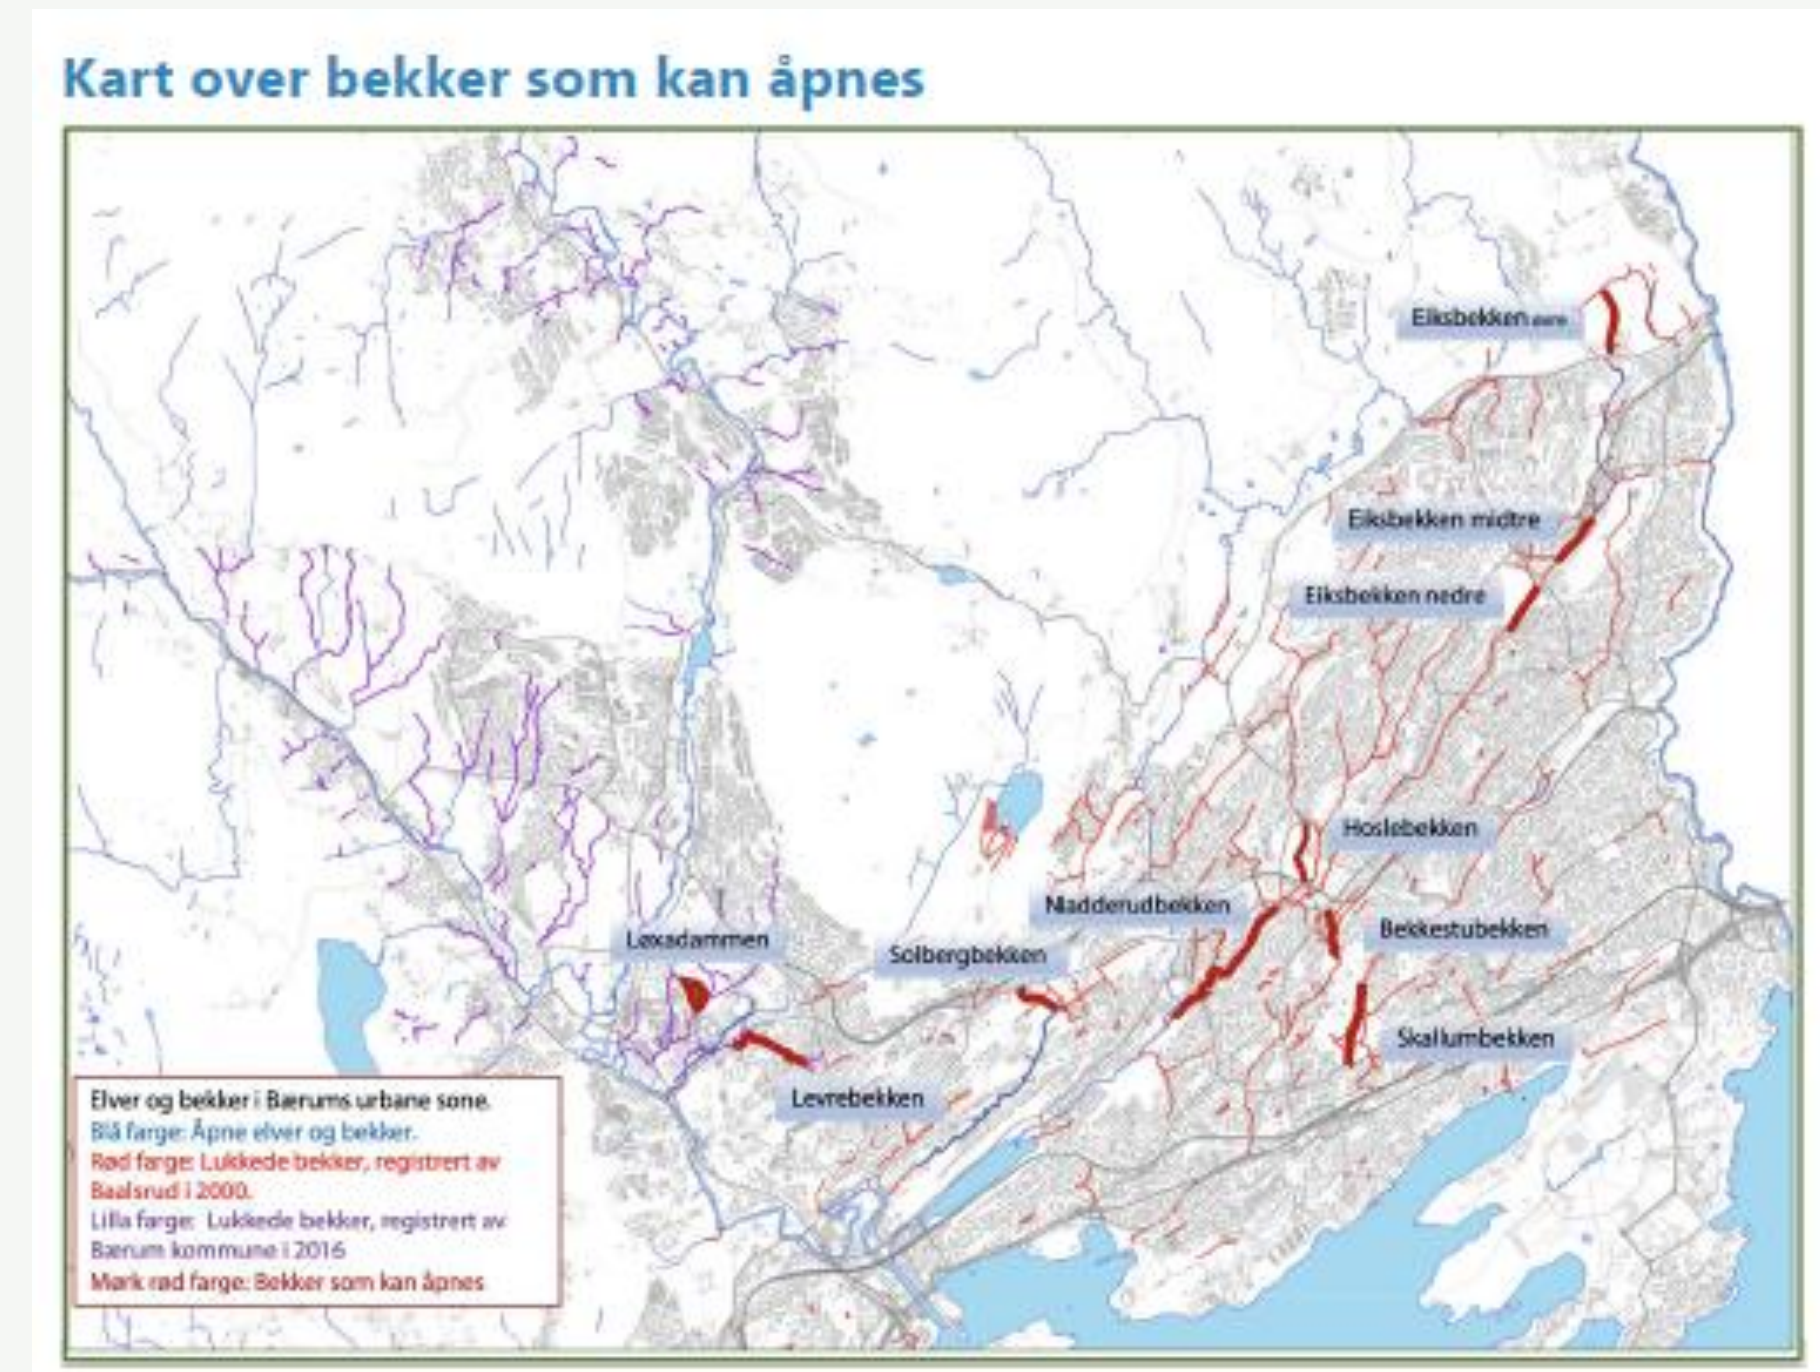 Kart over bekker som kan åpnes
Eiksbekken
Eiksbekken midtre
Eiksbekken nedre
Hoslebekken
Nadderudbekken
Bekkestubekken
Løxadammen
Solbergbekken
Skallumbekken
Levrebekken
Elver og bekker i Bærums urbane sone.
Blå farge: Åpne elver og bekker.
Rød farge: Lukkede bekker, registrert av
Baalsrud i 2000.
Lilla farge: Lukkede bekker, registrert av
Bærum kommune i 2016
Mørk rød farge: Bekker som kan åpnes